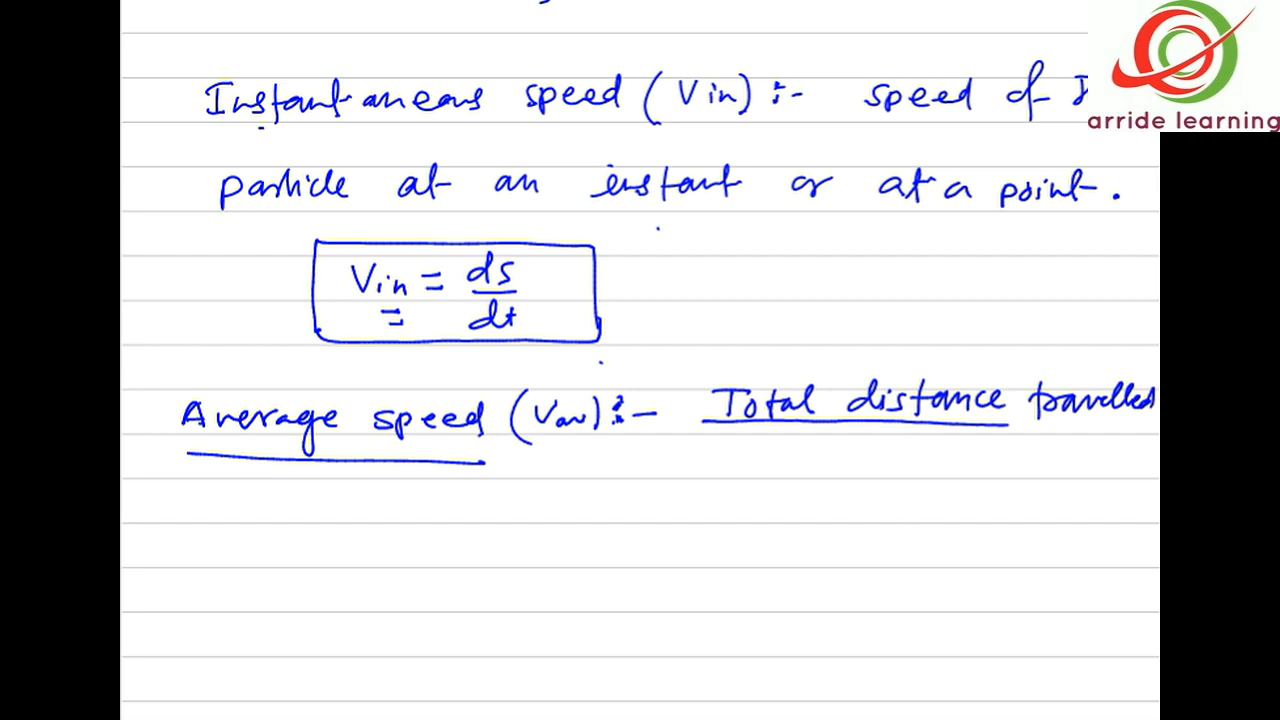 Instantaneous speed (Vin) :- speed of
arride learning
particle at an instant or at a point.
Vin = ds/dt
Average speed (Vav) :- Total distance travelled